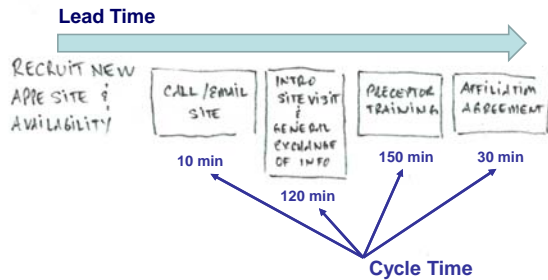 Lead Time
RECRUIT NEW
APPE SITE &
AVAILABILITY
CALL/EMAIL
SITE
INTRO
SITE VISIT
&
GENERAL
EXCHANGE
OF INFO
PRECEPTOR
TRAINING
AFFILIATION
AGREEMENT
10 min
120 min
150 min
30 min
Cycle Time